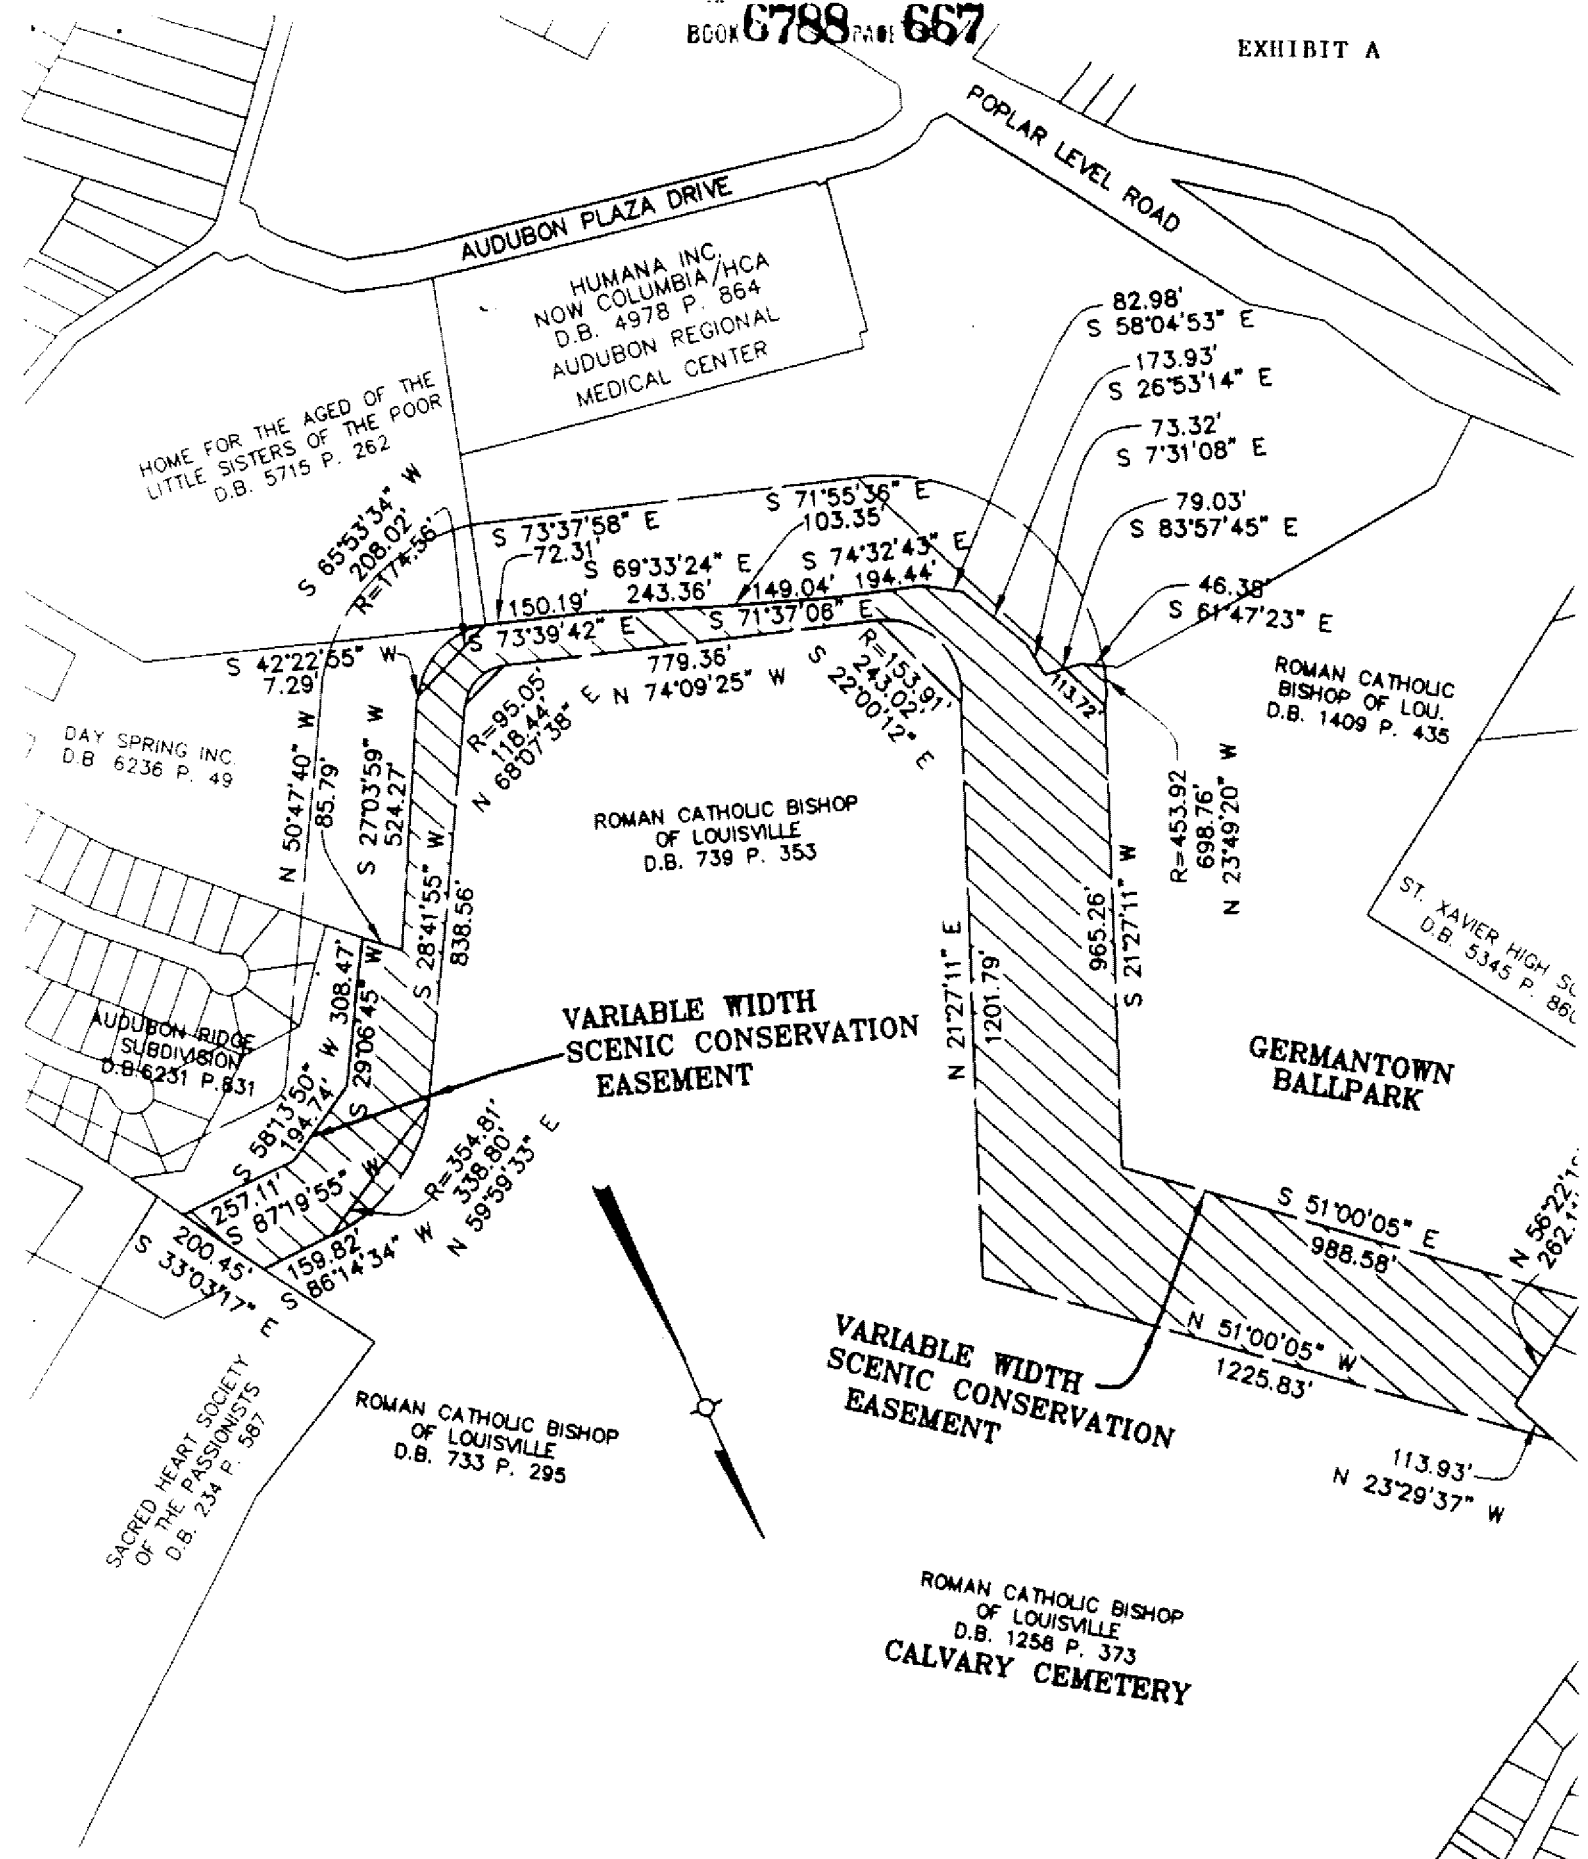 BOOK 6788 PAGE 667
EXHIBIT A
POPLAR LEVEL ROAD
AUDUBON PLAZA DRIVE
HUMANA INC.
NOW COLUMBIA/HCA
D.B. 4978 P. 864
AUDUBON REGIONAL
MEDICAL CENTER
HOME FOR THE AGED OF THE
LITTLE SISTERS OF THE POOR
D.B. 5715 P. 262
82.98'
S 58°04'53" E
173.93'
S 26°53'14" E
73.32'
S 7°31'08" E
79.03'
S 83°57'45" E
46.38'
S 61°47'23" E
S 65°53'34" W
208.02'
R=174.56'
S 73°37'58" E
72.31'
S 71°55'36" E
103.35'
S 69°33'24" E
243.36'
S 74°32'43" E
194.44'
149.04'
S 71°37'06" E
150.19'
S 73°39'42" E
779.36'
N 74°09'25" W
R=153.91'
243.02'
S 22°00'12" E
113.72'
S 42°22'55" W
7.29'
R=95.05'
118.44'
N 68°07'38" E
ROMAN CATHOLIC
BISHOP OF LOU.
D.B. 1409 P. 435
DAY SPRING INC.
D.B. 6236 P. 49
N 50°47'40" W
85.79'
S 27°03'59" W
524.27'
S 28°41'55" W
838.56'
ROMAN CATHOLIC BISHOP
OF LOUISVILLE
D.B. 739 P. 353
R=453.92
698.76'
N 23°49'20" W
965.26'
S 21°27'11" W
N 21°27'11" E
1201.79'
ST. XAVIER HIGH SC
D.B. 5345 P. 860
VARIABLE WIDTH
SCENIC CONSERVATION
EASEMENT
GERMANTOWN
BALLPARK
AUDUBON RIDGE
SUBDIVISION
D.B.6231 P.831
308.47'
S 29°06'45" W
S 58°13'50" W
194.74'
257.11'
S 87°19'55" W
R=354.81'
338.80'
N 59°59'33" E
200.45'
S 33°03'17" E
159.82'
S 86°14'34" W
S 51°00'05" E
988.58'
N 56°22'
262.1
N 51°00'05" W
1225.83'
VARIABLE WIDTH
SCENIC CONSERVATION
EASEMENT
113.93'
N 23°29'37" W
SACRED HEART SOCIETY
OF THE PASSIONISTS
D.B. 234 P. 587
ROMAN CATHOLIC BISHOP
OF LOUISVILLE
D.B. 733 P. 295
ROMAN CATHOLIC BISHOP
OF LOUISVILLE
D.B. 1258 P. 373
CALVARY CEMETERY